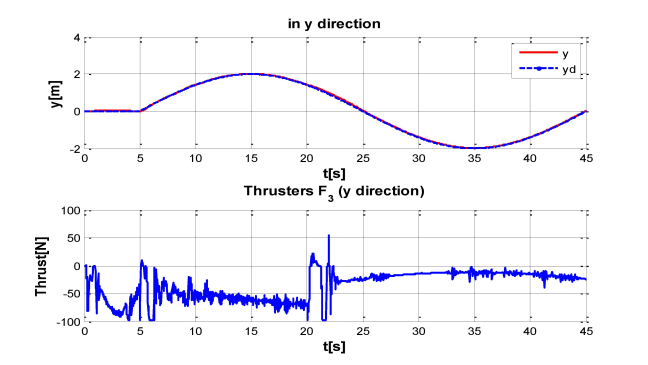 in y direction
4
2
0
-2
y[m]
y
yd
0 5 10 15 20 25 30 35 40 45
t[s]
Thrusters F3 (y direction)
100
50
0
-50
-100
Thrust[N]
0 5 10 15 20 25 30 35 40 45
t[s]